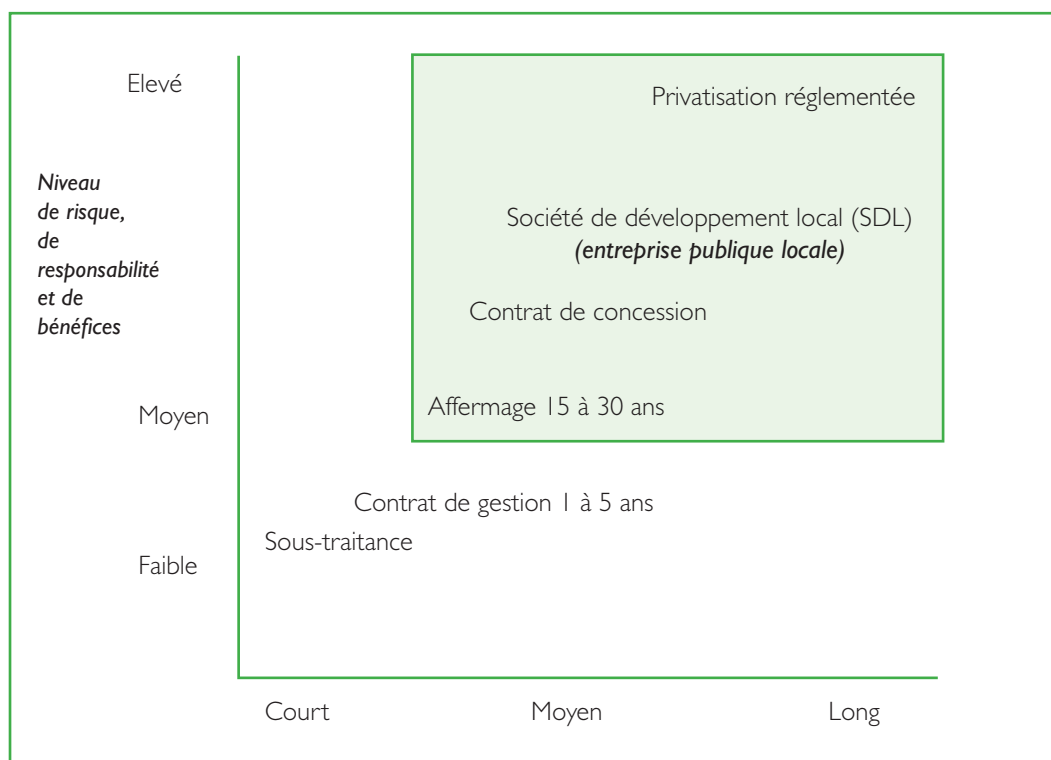 Elevé
Privatisation réglementée
Niveau
de risque,
de
responsabilité
et de
bénéfices
Société de développement local (SDL)
(entreprise publique locale)
Contrat de concession
Affermage 15 à 30 ans
Moyen
Contrat de gestion 1 à 5 ans
Sous-traitance
Faible
Court
Moyen
Long